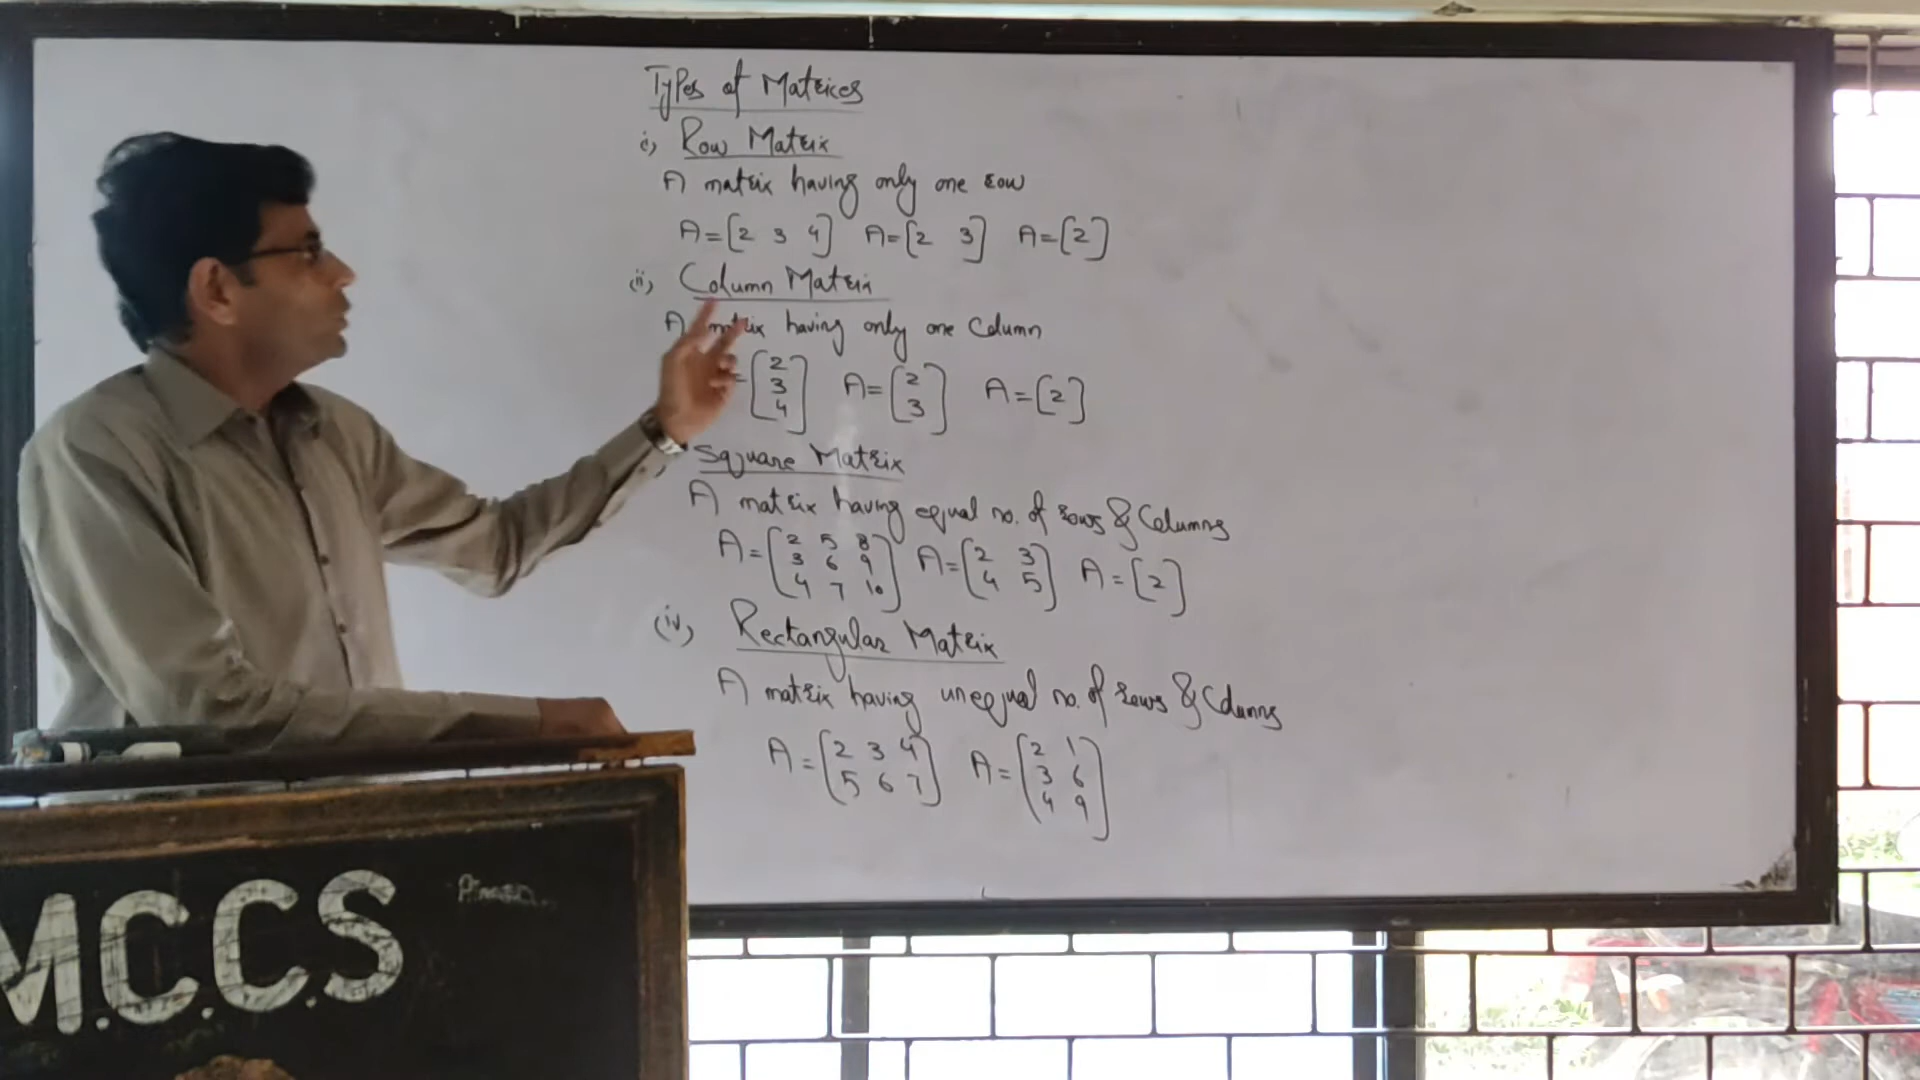 Types of Matrices
i, Row Matrix
A matrix having only one row
A = [2 3 4] A = [2 3] A = [2]
(ii, Column Matrix
A matrix having only one Column
= [2 3 4] A = [2 3] A = [2]
Square Matrix
A matrix having equal no. of rows & Columns
A = [2 5 8
3 6 9
4 7 10] A = [2 3
4 5] A = [2]
(iv, Rectangular Matrix
A matrix having unequal no. of rows & Columns
A = [2 3 4
5 6 7] A = [2 1
3 6
4 9]
M.C.C.S